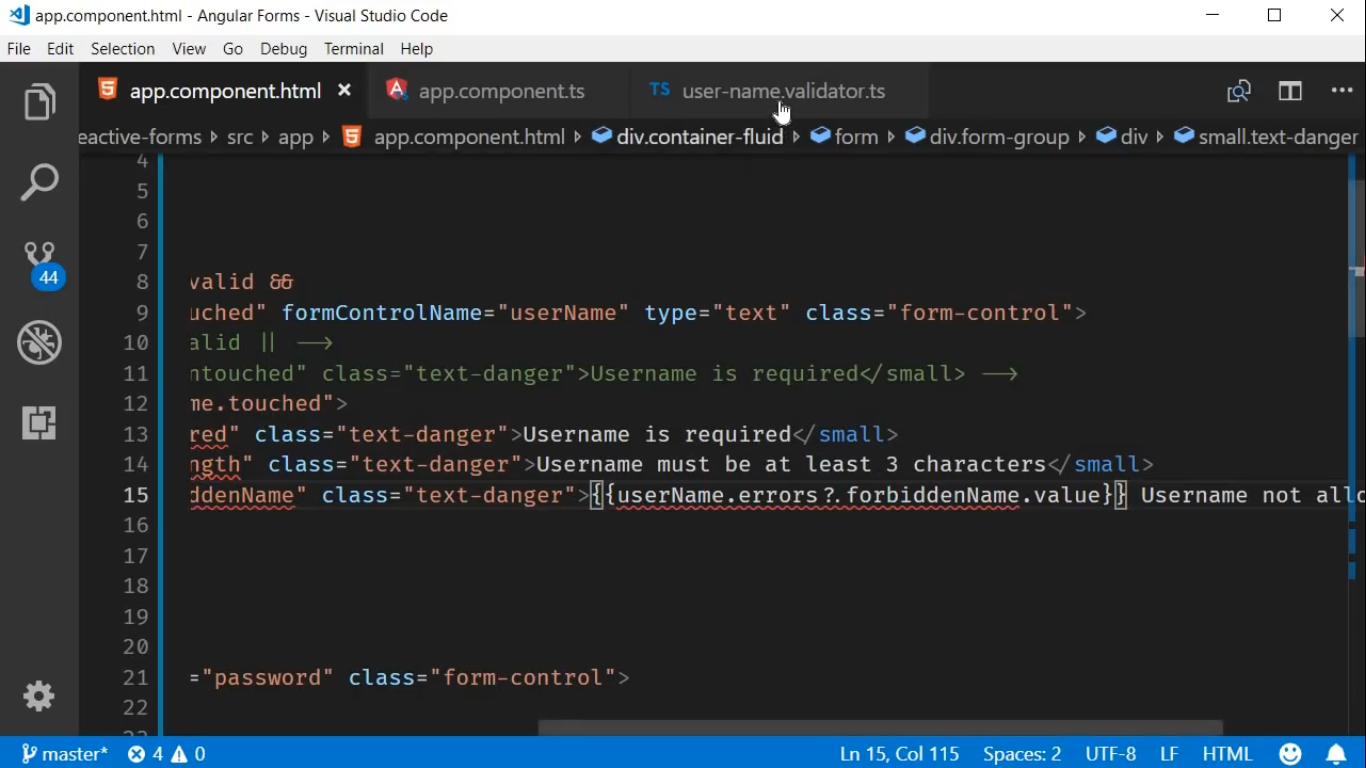 app.component.html - Angular Forms - Visual Studio Code
File Edit Selection View Go Debug Terminal Help
app.component.html app.component.ts TS user-name.validator.ts
eactive-forms src app app.component.html div.container-fluid form div.form-group div small.text-danger
4
5
6
7
8 valid &&
9 uched" formControlName="userName" type="text" class="form-control">
10 alid || -->
11 ntouched" class="text-danger">Username is required</small> -->
12 me.touched">
13 red" class="text-danger">Username is required</small>
14 ngth" class="text-danger">Username must be at least 3 characters</small>
15 ddenName" class="text-danger">{{userName.errors?.forbiddenName.value}} Username not allo
16
17
18
19
20
21 ="password" class="form-control">
22
44
master* 4 0 Ln 15, Col 115 Spaces: 2 UTF-8 LF HTML